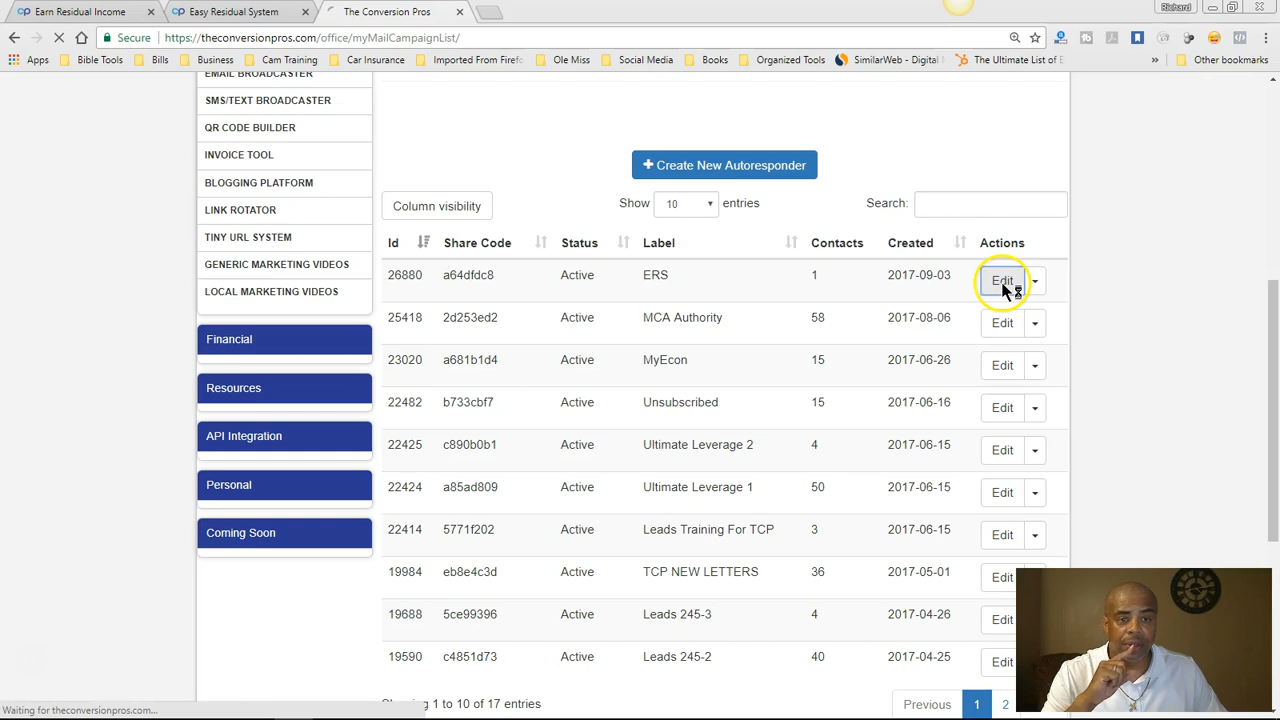 Earn Residual Income
Easy Residual System
The Conversion Pros
Richard
Secure
https://theconversionpros.com/office/myMailCampaignList/
Apps
Bible Tools
Bills
Business
Cam Training
Car Insurance
Imported From Firef
Ole Miss
Social Media
Books
Organized Tools
SimilarWeb - Digital
The Ultimate List of E
»
Other bookmarks
EMAIL BROADCASTER
SMS/TEXT BROADCASTER
QR CODE BUILDER
INVOICE TOOL
BLOGGING PLATFORM
LINK ROTATOR
TINY URL SYSTEM
GENERIC MARKETING VIDEOS
LOCAL MARKETING VIDEOS
Financial
Resources
API Integration
Personal
Coming Soon
+ Create New Autoresponder
Column visibility
Show 10 entries
Search:
Id Share Code Status Label Contacts Created Actions
26880 a64dfdc8 Active ERS 1 2017-09-03 Edit
25418 2d253ed2 Active MCA Authority 58 2017-08-06 Edit
23020 a681b1d4 Active MyEcon 15 2017-06-26 Edit
22482 b733cbf7 Active Unsubscribed 15 2017-06-16 Edit
22425 c890b0b1 Active Ultimate Leverage 2 4 2017-06-15 Edit
22424 a85ad809 Active Ultimate Leverage 1 50 2017-06-15 Edit
22414 5771f202 Active Leads Training For TCP 3 2017-06-15 Edit
19984 eb8e4c3d Active TCP NEW LETTERS 36 2017-05-01 Edit
19688 5ce99396 Active Leads 245-3 4 2017-04-26 Edit
19590 c4851d73 Active Leads 245-2 40 2017-04-25 Edit
Showing 1 to 10 of 17 entries
Previous 1 2
Waiting for theconversionpros.com...